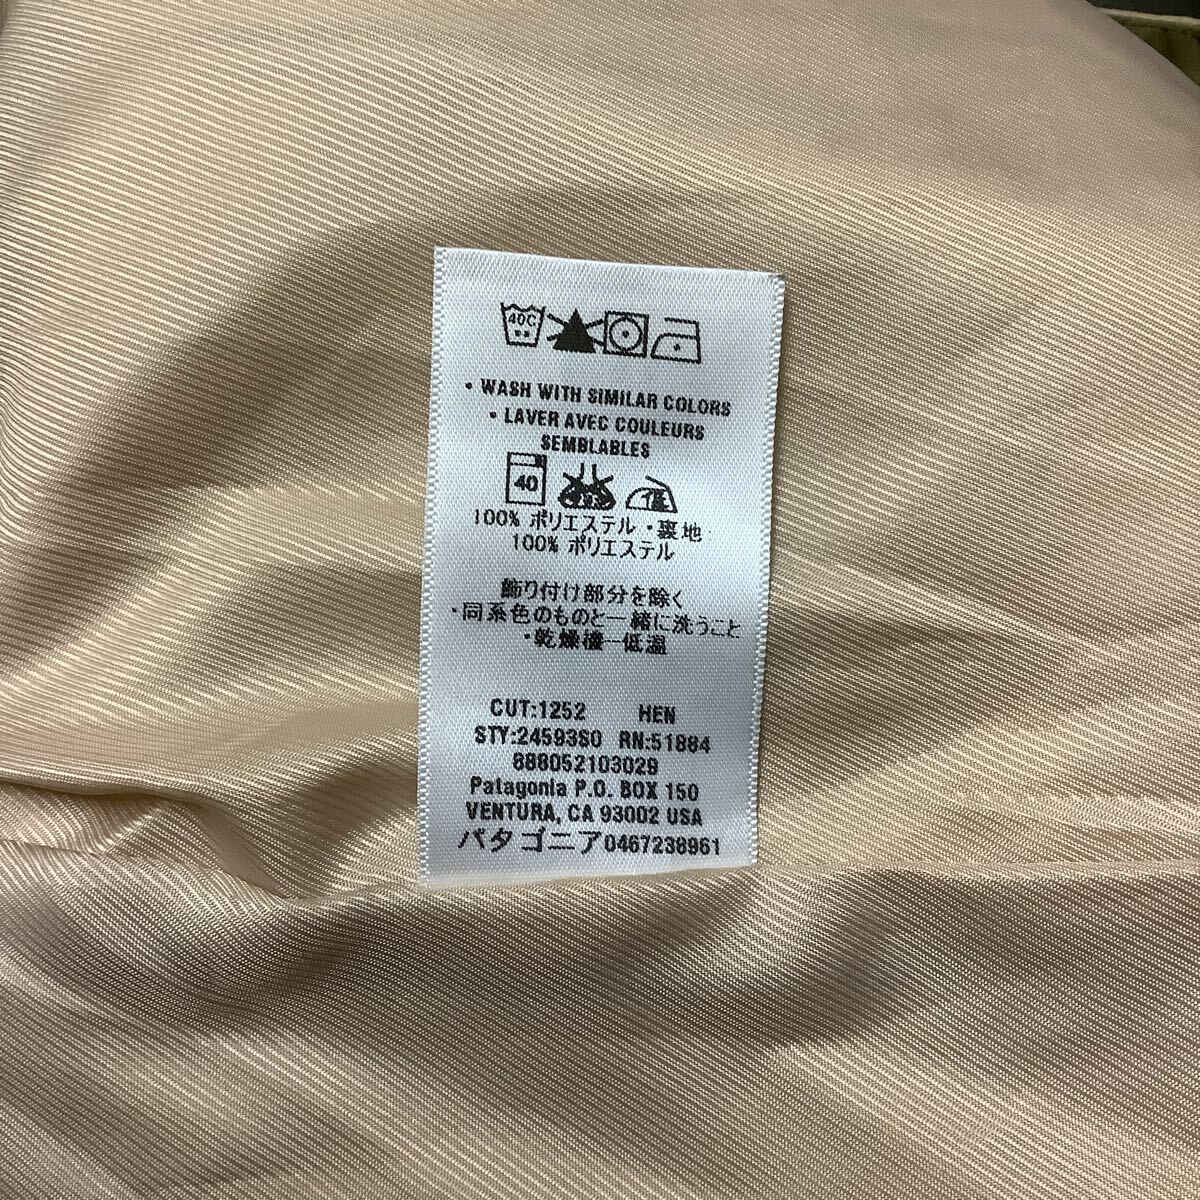 40C
• WASH WITH SIMILAR COLORS
• LAVER AVEC COULEURS
SEMBLABLES
40 低
100% ポリエステル・裏地
100% ポリエステル
飾り付け部分を除く
・同系色のものと一緒に洗うこと
・乾燥機一低温
CUT:1252 HEN
STY:24593S0 RN:51884
888052103029
Patagonia P.O. BOX 150
VENTURA, CA 93002 USA
パタゴニア0467238961